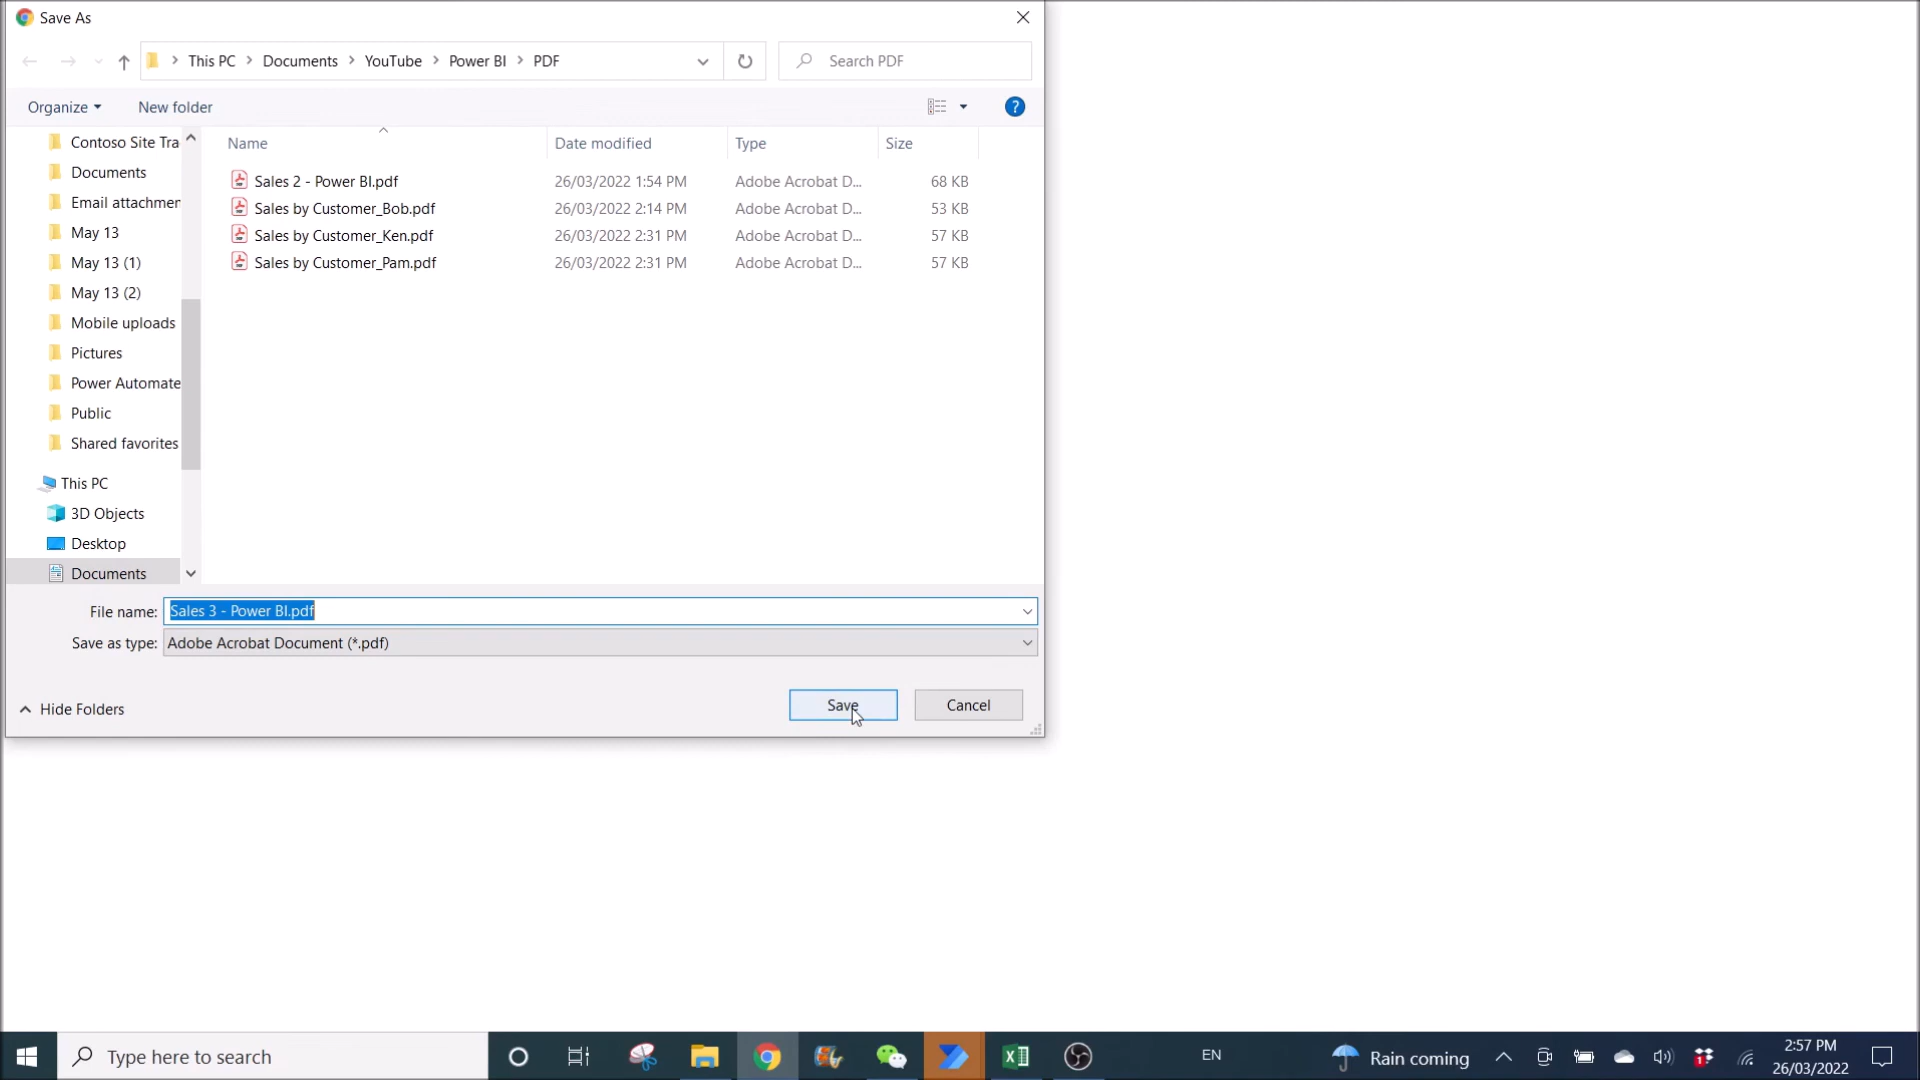 Save As
This PC > Documents > YouTube > Power BI > PDF
Search PDF
Organize
New folder
?
Name
Date modified
Type
Size
Sales 2 - Power BI.pdf 26/03/2022 1:54 PM Adobe Acrobat D... 68 KB
Sales by Customer_Bob.pdf 26/03/2022 2:14 PM Adobe Acrobat D... 53 KB
Sales by Customer_Ken.pdf 26/03/2022 2:31 PM Adobe Acrobat D... 57 KB
Sales by Customer_Pam.pdf 26/03/2022 2:31 PM Adobe Acrobat D... 57 KB
Contoso Site Tra
Documents
Email attachmen
May 13
May 13 (1)
May 13 (2)
Mobile uploads
Pictures
Power Automate
Public
Shared favorites
This PC
3D Objects
Desktop
Documents
File name: Sales 3 - Power BI.pdf
Save as type: Adobe Acrobat Document (*.pdf)
Hide Folders
Save
Cancel
Type here to search
EN
Rain coming
1
2:57 PM
26/03/2022